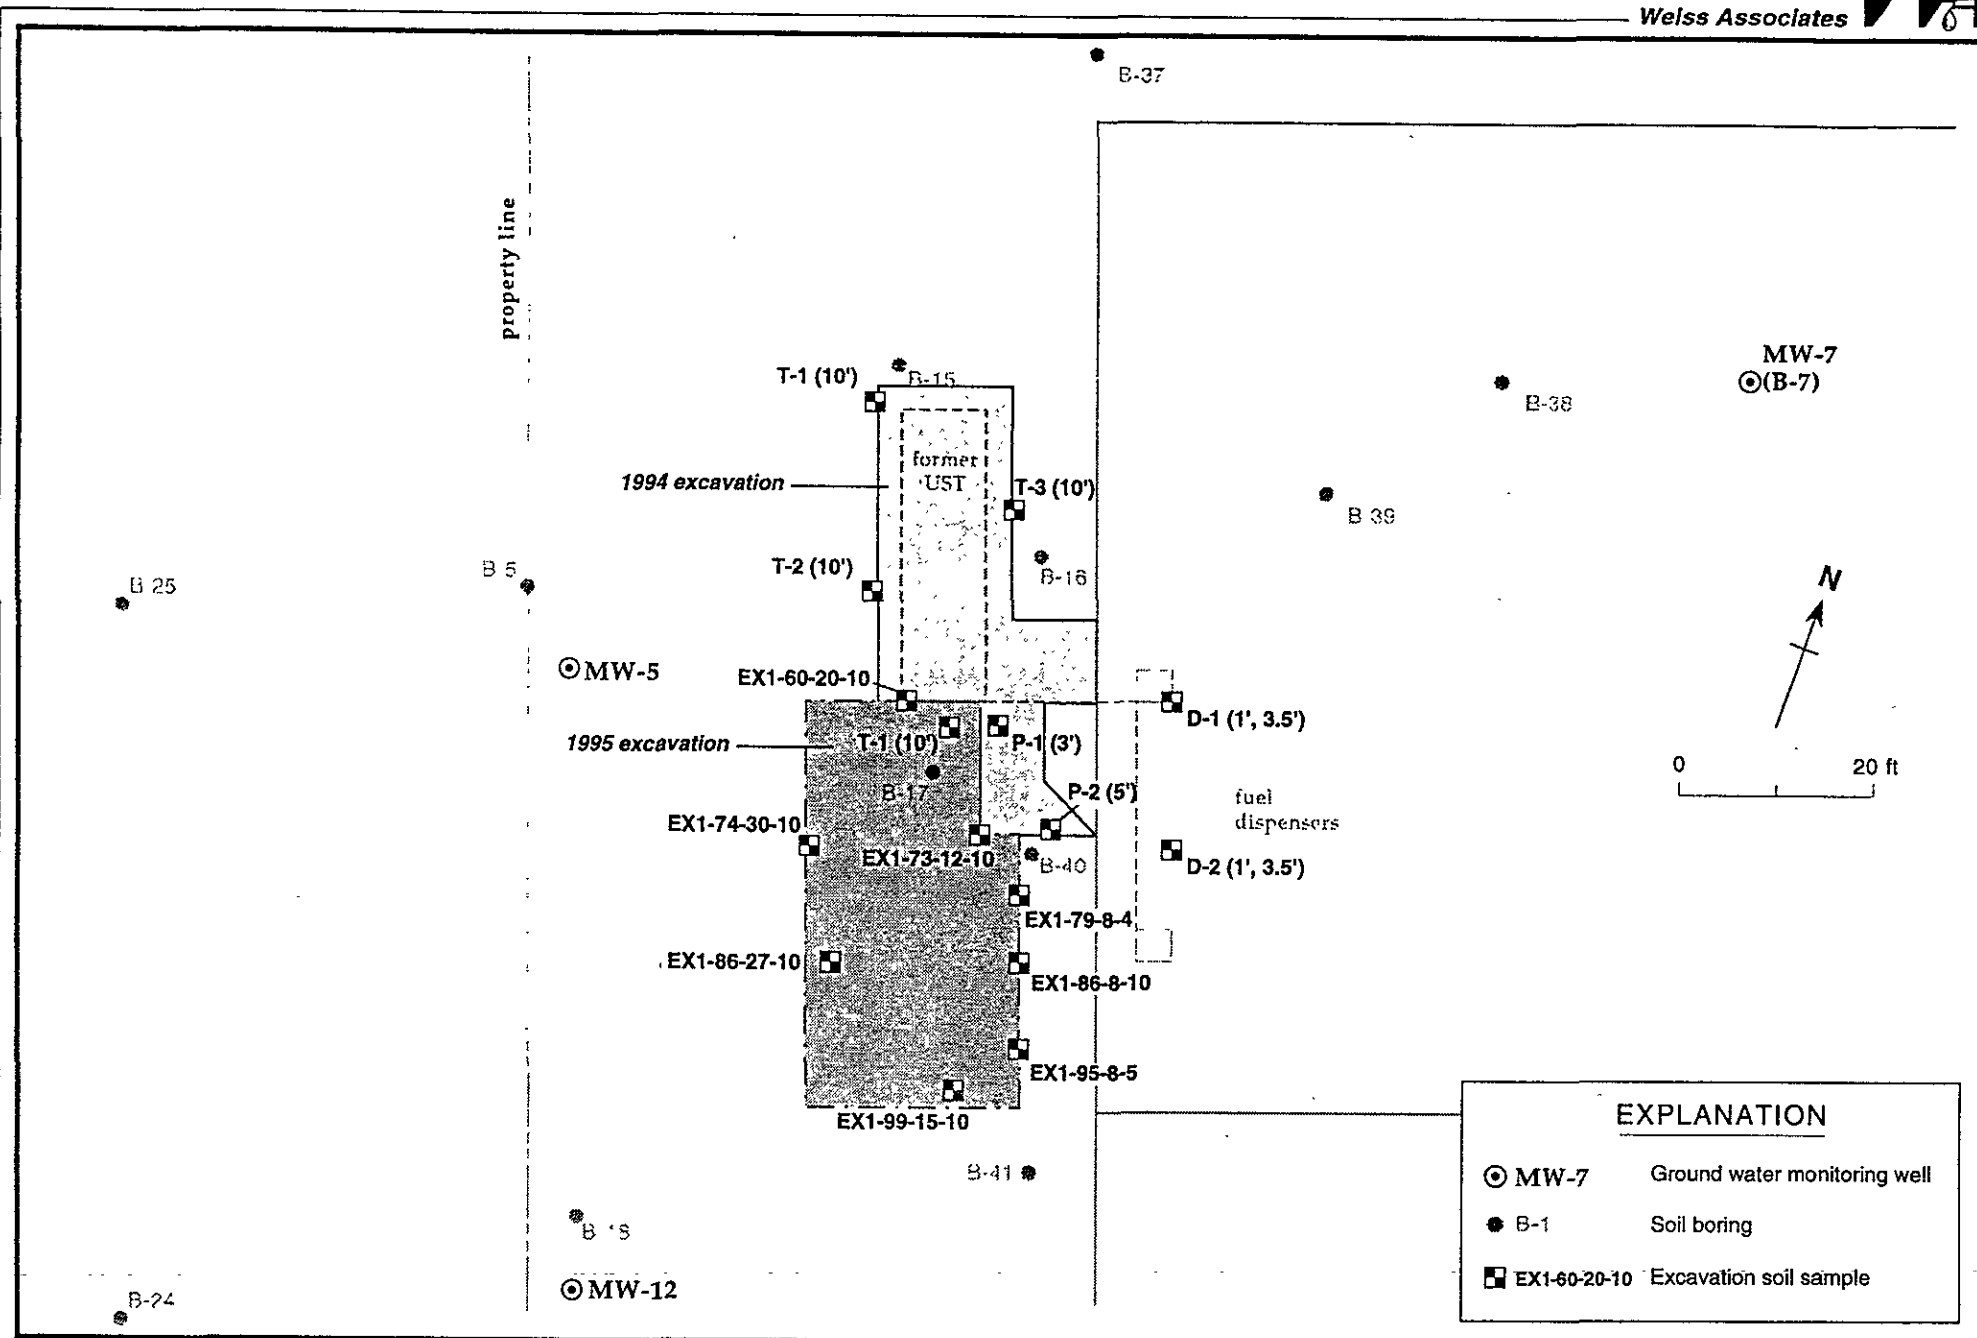 Weiss Associates
B-37
property line
MW-7
(B-7)
T-1 (10')
B-15
B-38
former
UST
1994 excavation
T-3 (10')
B-39
T-2 (10')
B-16
B-5
B-25
N
MW-5
EX1-60-20-10
D-1 (1', 3.5')
1995 excavation
T-1 (10')
P-1 (3')
0
20 ft
B-17
P-2 (5')
fuel
dispensers
EX1-74-30-10
EX1-73-12-10
B-40
D-2 (1', 3.5')
EX1-79-8-4
EX1-86-27-10
EX1-86-8-10
EX1-95-8-5
EX1-99-15-10
B-41
EXPLANATION
MW-7 Ground water monitoring well
B-1 Soil boring
EX1-60-20-10 Excavation soil sample
MW-12
B-24